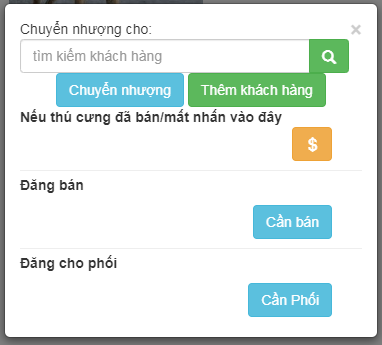 Chuyển nhượng cho:
×
tìm kiếm khách hàng
Chuyển nhượng Thêm khách hàng
Nếu thú cưng đã bán/mất nhấn vào đây
$
Đăng bán
Cần bán
Đăng cho phối
Cần Phối